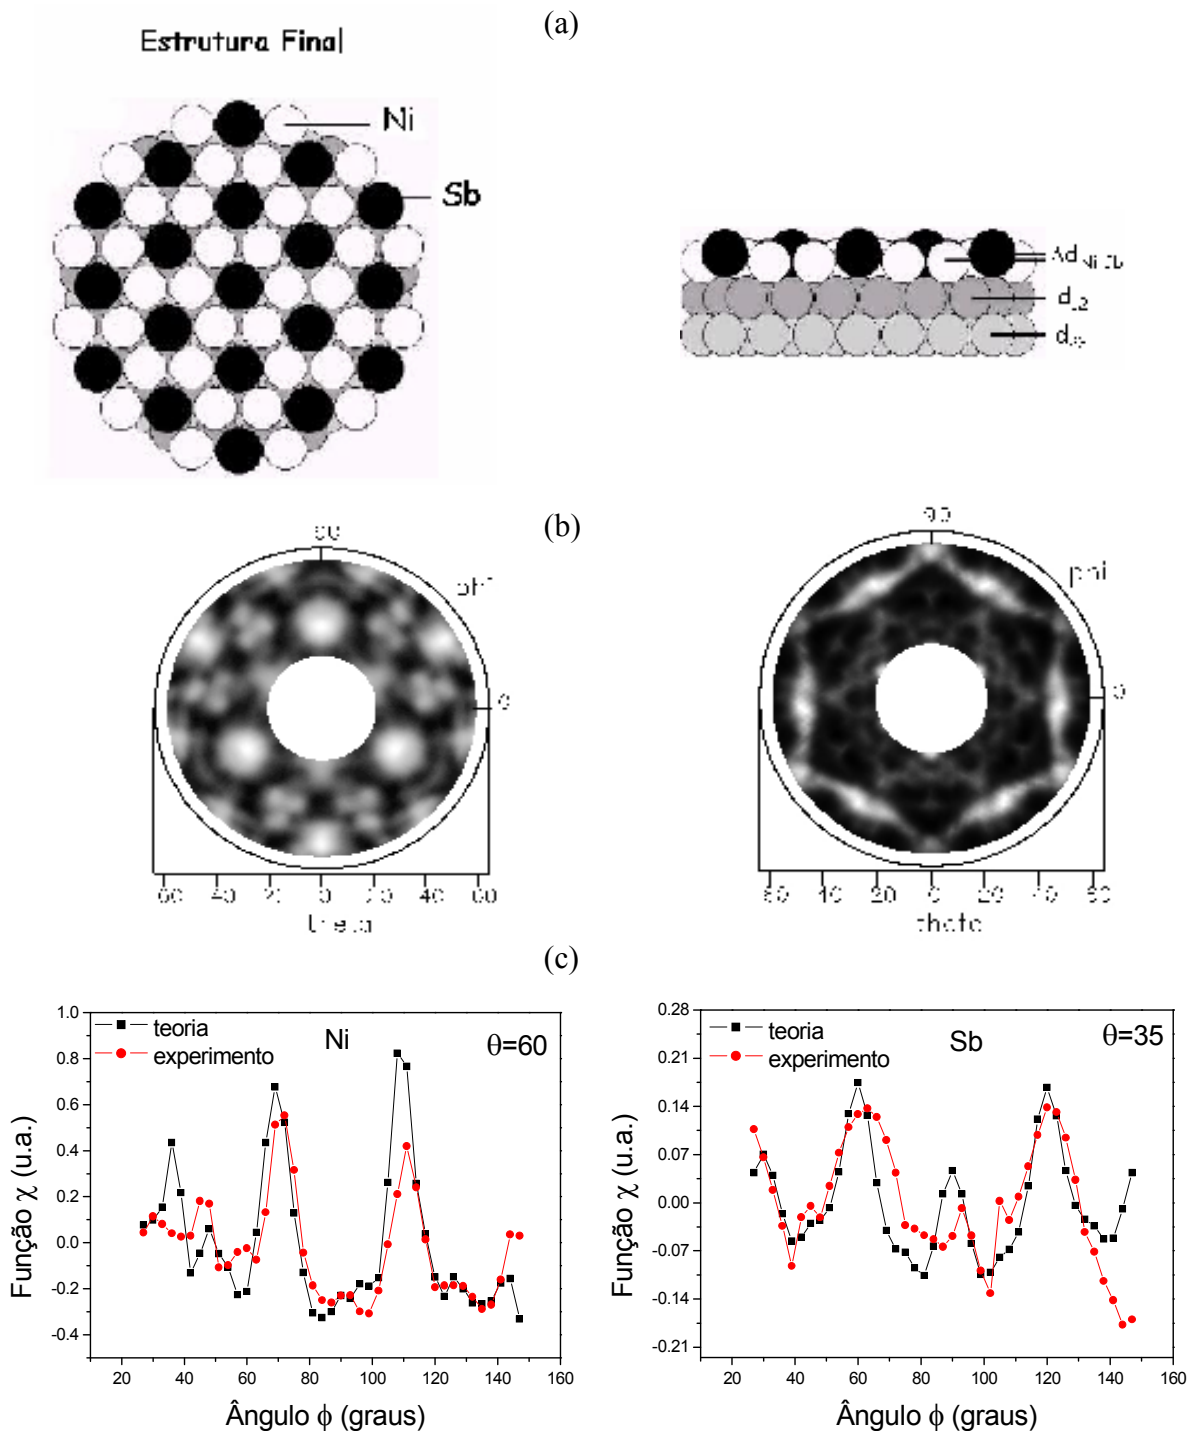 (a)
Estrutura Final
Ni
Sb
(b)
90
phi
0
60 40 20 0 20 40 60
theta
(c)
1.0
0.8
0.6
0.4
0.2
0.0
-0.2
-0.4
teoria
experimento
Ni
θ=60
Função χ (u.a.)
20 40 60 80 100 120 140 160
Ângulo ϕ (graus)
0.28
0.21
0.14
0.07
0.00
-0.07
-0.14
-0.21
teoria
experimento
Sb
θ=35
Função χ (u.a.)
20 40 60 80 100 120 140 160
Ângulo ϕ (graus)